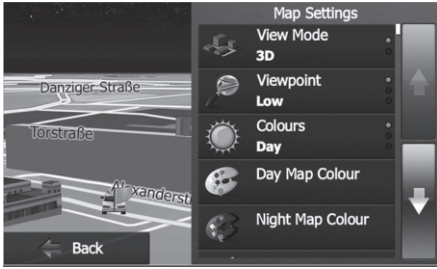 Map Settings
View Mode
3D
Danziger Straße
Viewpoint
Low
Torstraße
Colours
Day
Day Map Colour
Night Map Colour
Back